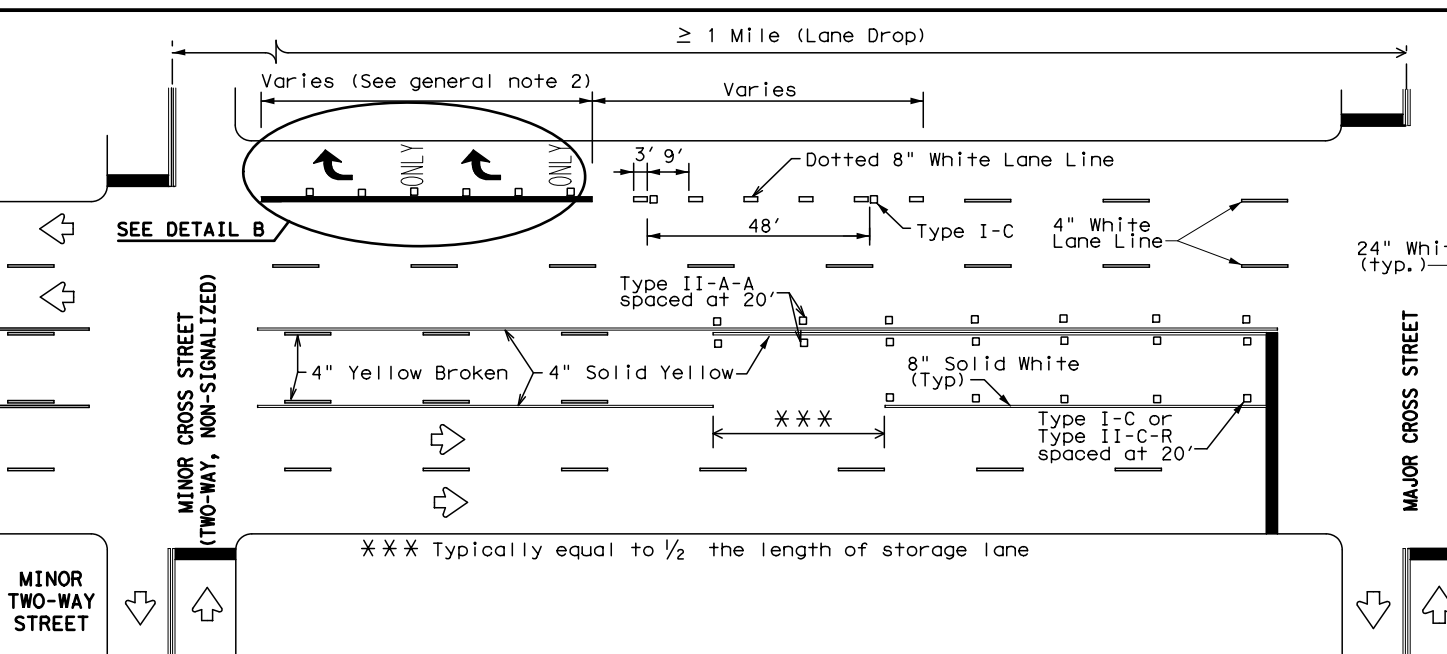 ≥ 1 Mile (Lane Drop)
Varies (See general note 2)
Varies
ONLY
ONLY
3' 9'
Dotted 8" White Lane Line
SEE DETAIL B
48'
Type I-C
4" White
Lane Line
24" Whi
(typ.)
Type II-A-A
spaced at 20'
MINOR CROSS STREET
(TWO-WAY, NON-SIGNALIZED)
4" Yellow Broken
4" Solid Yellow
8" Solid White
(Typ)
***
Type I-C or
Type II-C-R
spaced at 20'
MAJOR CROSS STREET
*** Typically equal to ½ the length of storage lane
MINOR
TWO-WAY
STREET